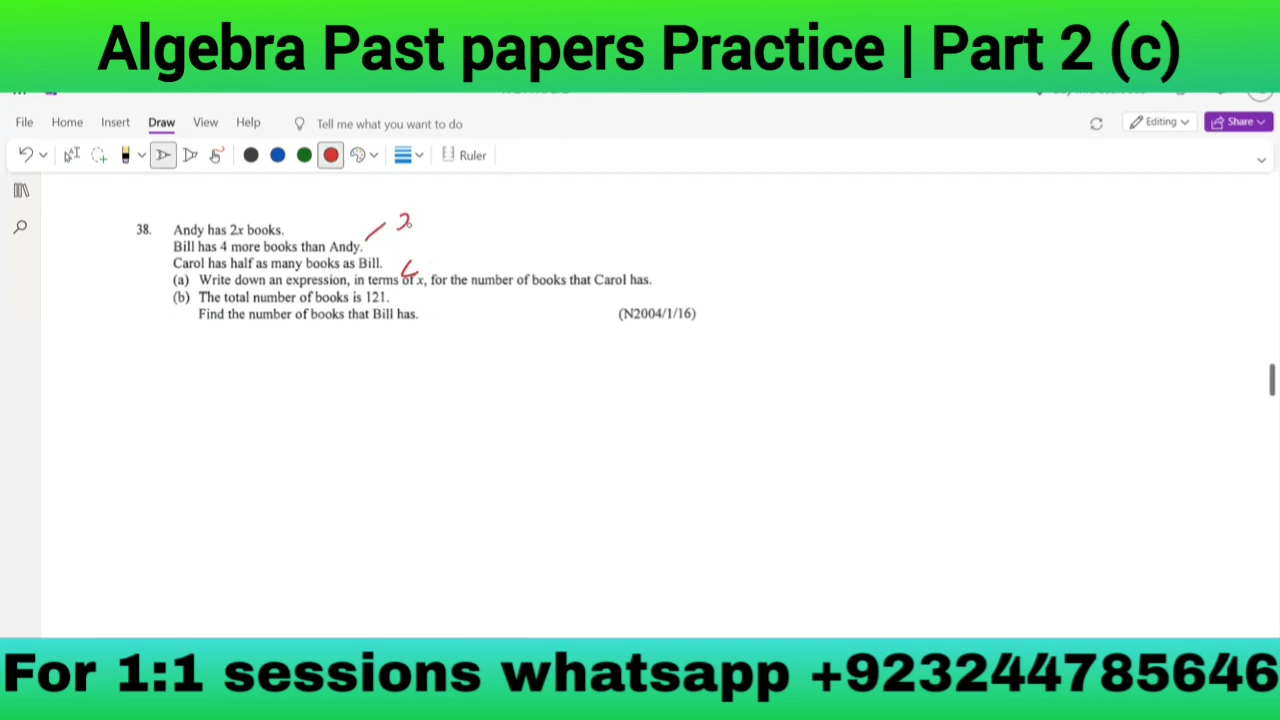 Algebra Past papers Practice | Part 2 (c)
File Home Insert Draw View Help Tell me what you want to do Editing Share
Ruler
38. Andy has 2x books.
Bill has 4 more books than Andy.
Carol has half as many books as Bill.
(a) Write down an expression, in terms of x, for the number of books that Carol has.
(b) The total number of books is 121.
Find the number of books that Bill has. (N2004/1/16)
For 1:1 sessions whatsapp +923244785646